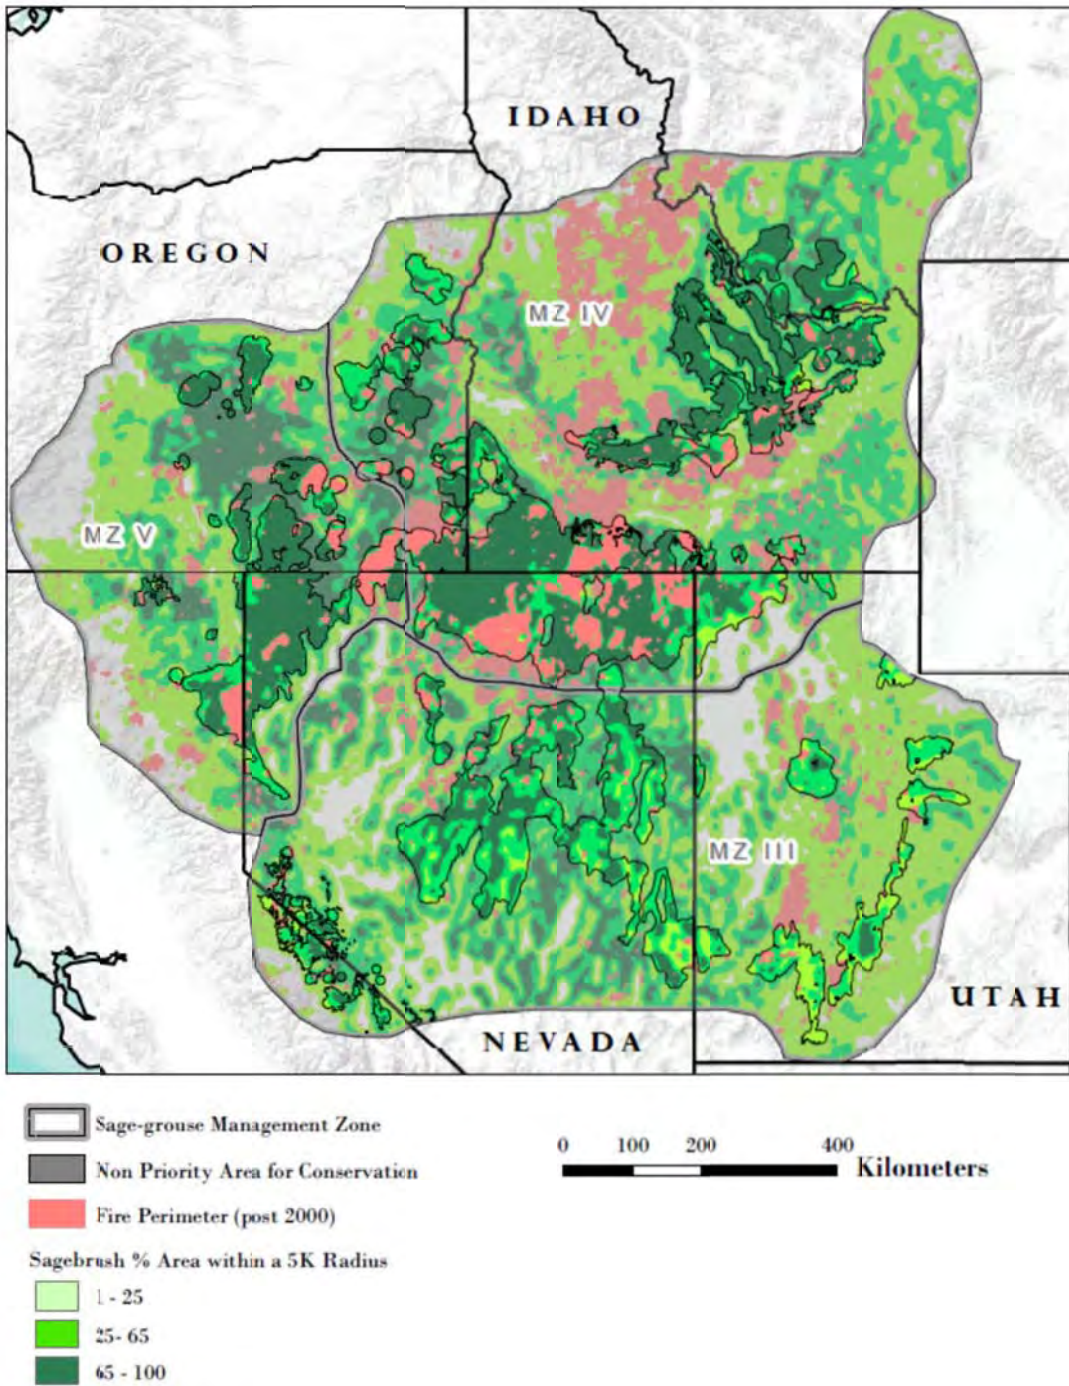 IDAHO
OREGON
MZ IV
MZ V
MZ III
UTAH
NEVADA
Sage-grouse Management Zone
Non Priority Area for Conservation
Fire Perimeter (post 2000)
0 100 200 400
Kilometers
Sagebrush % Area within a 5K Radius
1 - 25
25- 65
65 - 100